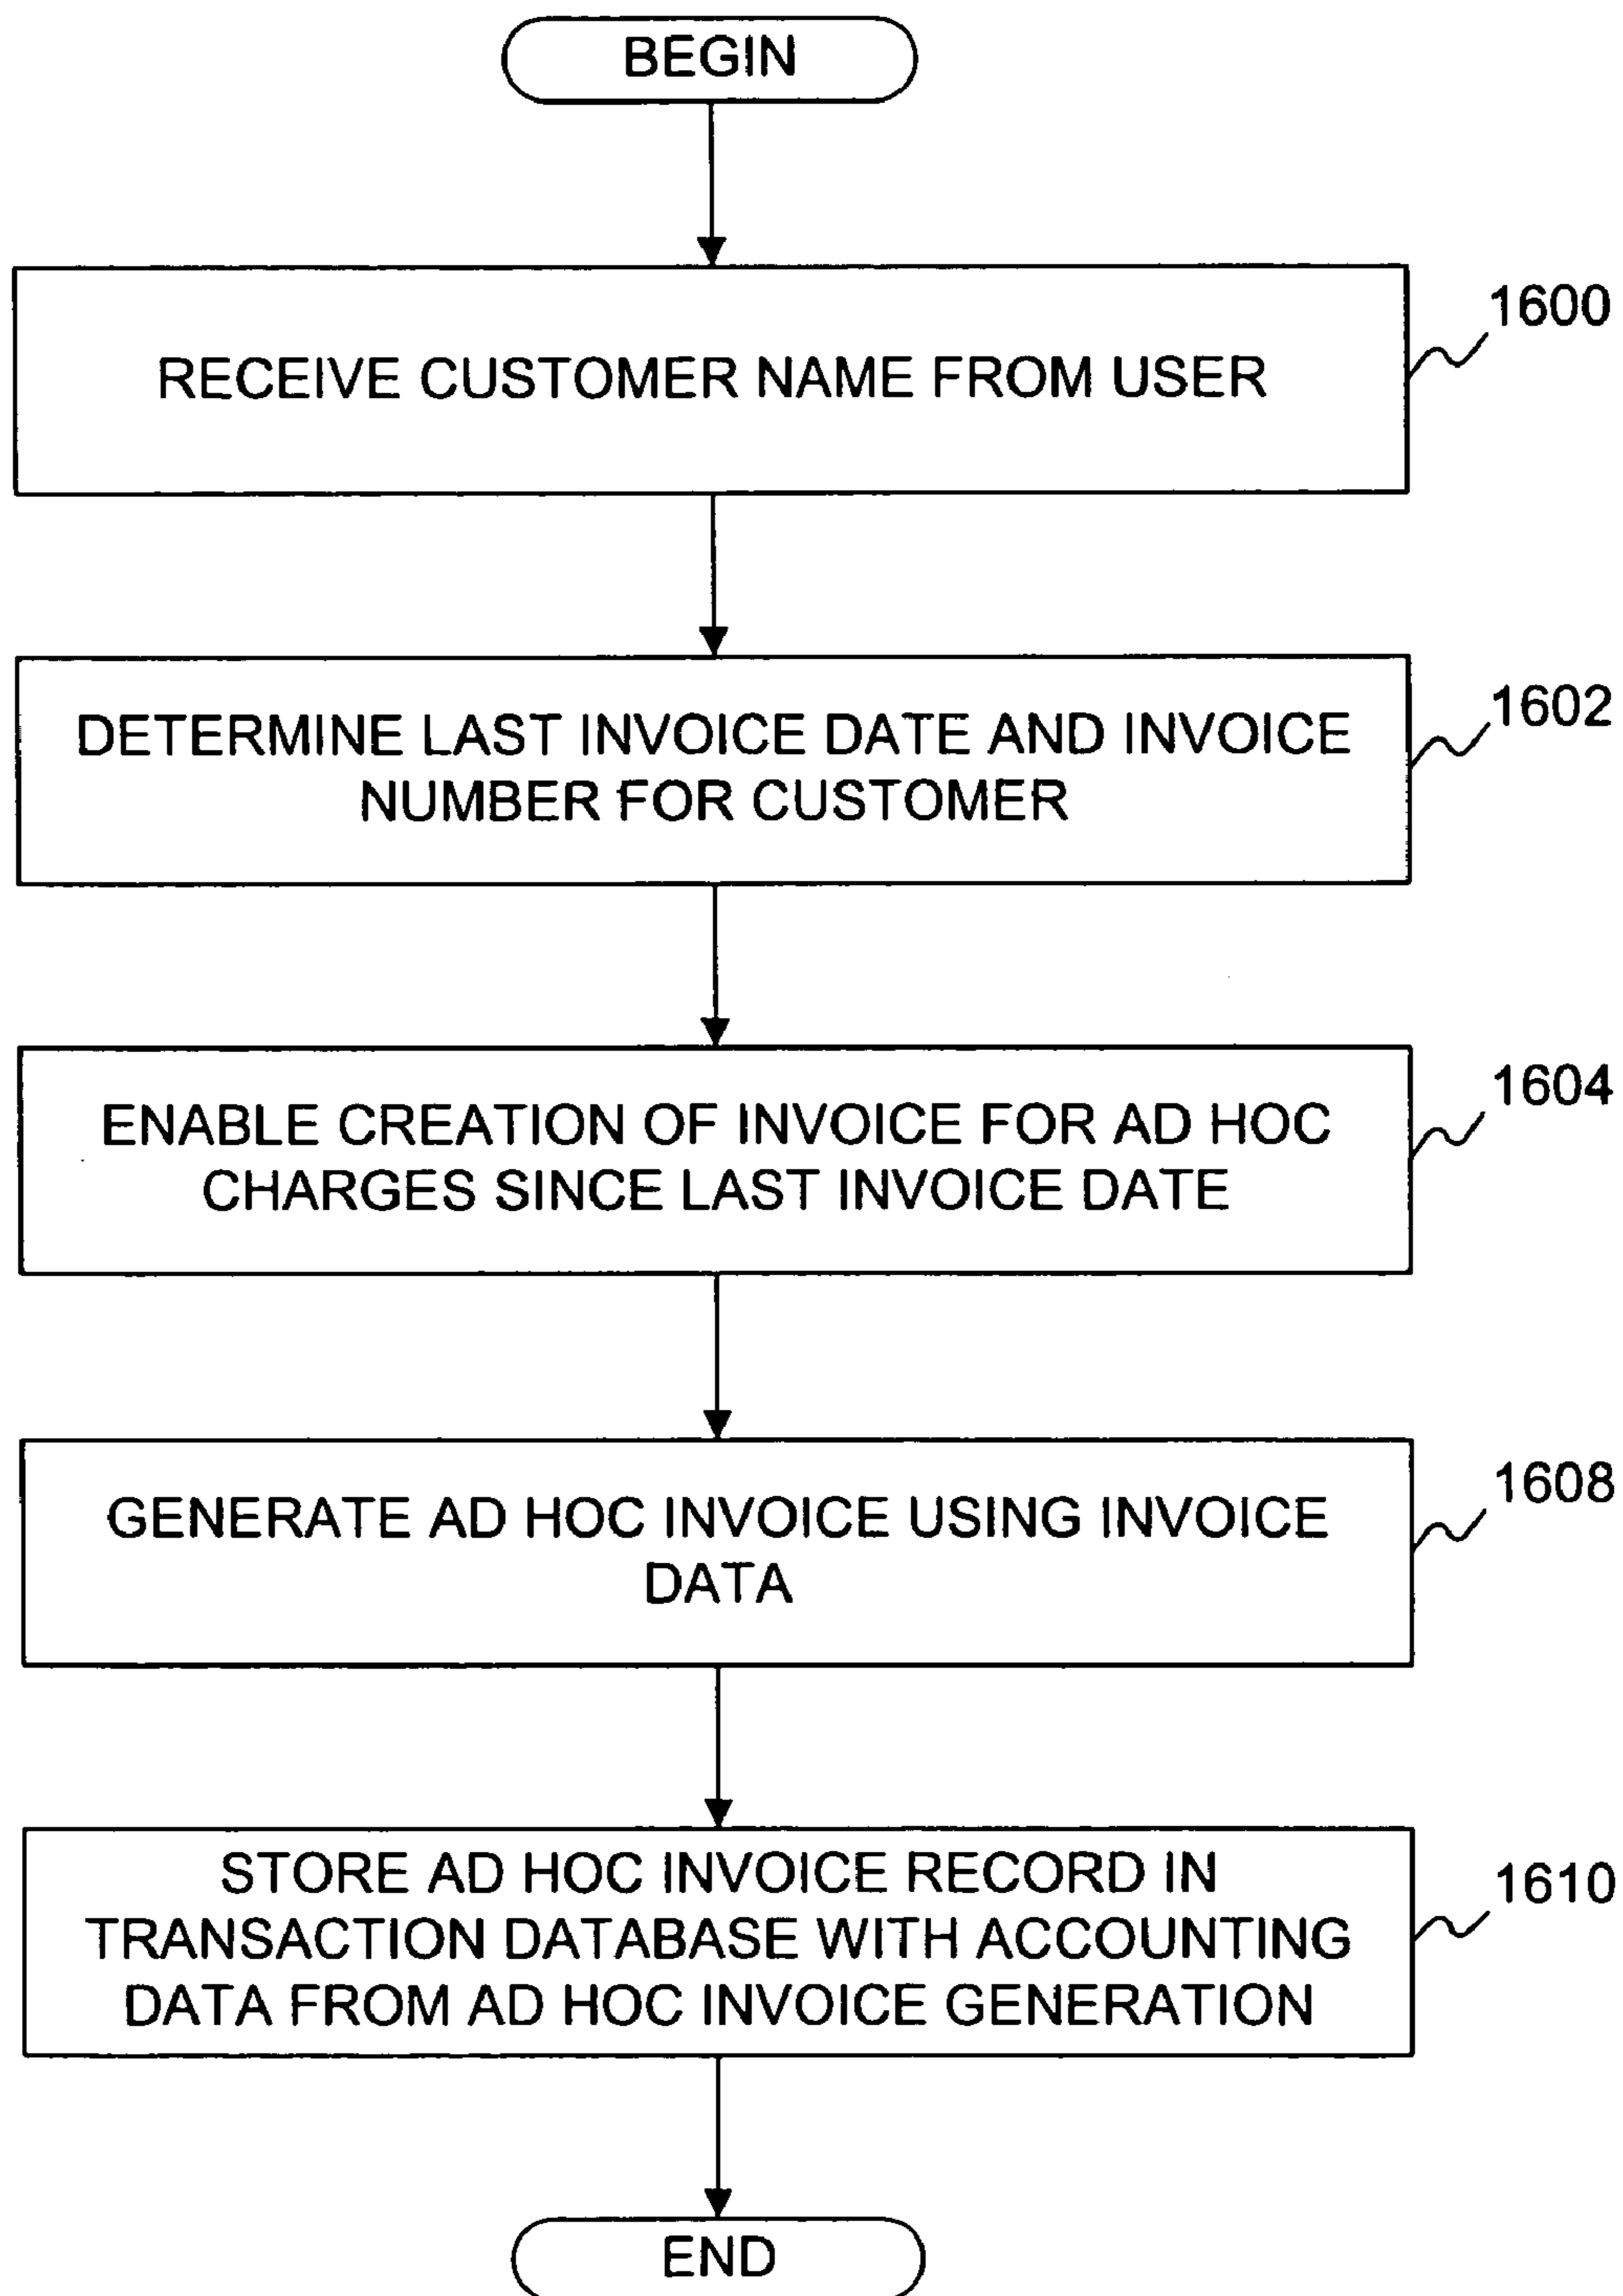 BEGIN
RECEIVE CUSTOMER NAME FROM USER
1600
DETERMINE LAST INVOICE DATE AND INVOICE
NUMBER FOR CUSTOMER
1602
ENABLE CREATION OF INVOICE FOR AD HOC
CHARGES SINCE LAST INVOICE DATE
1604
GENERATE AD HOC INVOICE USING INVOICE
DATA
1608
STORE AD HOC INVOICE RECORD IN
TRANSACTION DATABASE WITH ACCOUNTING
DATA FROM AD HOC INVOICE GENERATION
1610
END